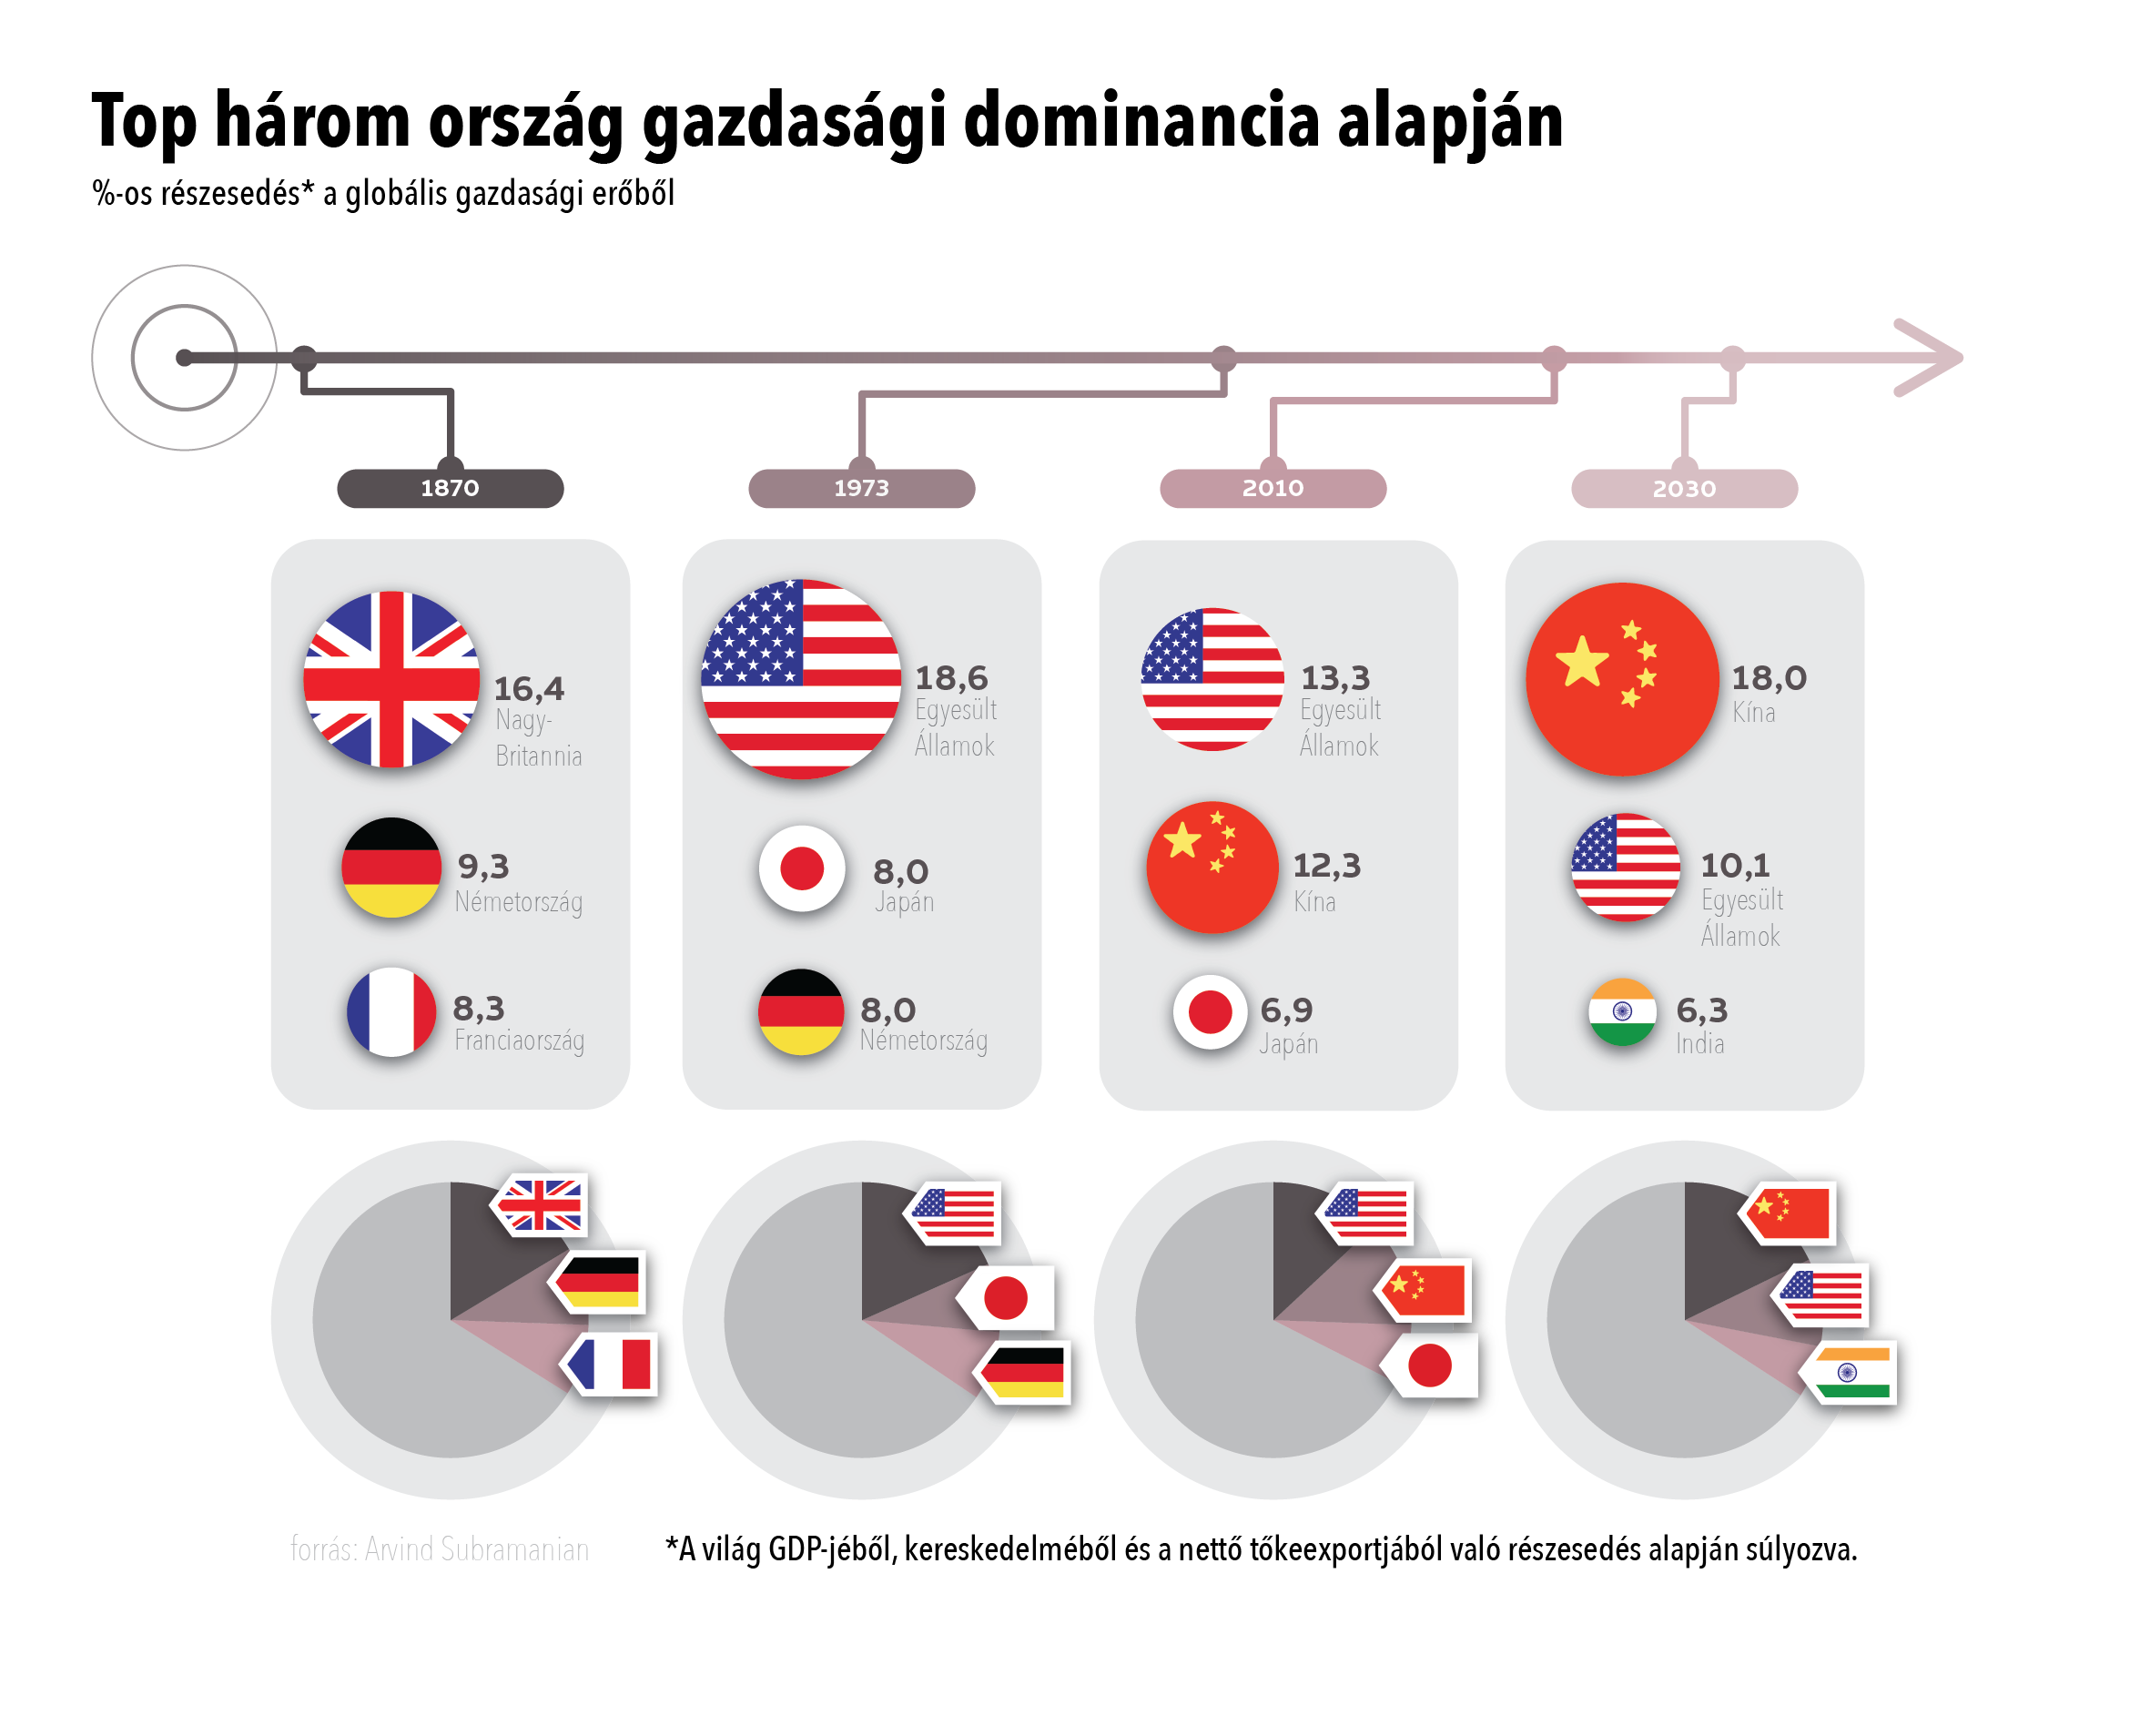 Top három ország gazdasági dominancia alapján
%-os részesedés* a globális gazdasági erőből
1870
1973
2010
2030
16,4
Nagy-
Britannia
9,3
Németország
8,3
Franciaország
18,6
Egyesült
Államok
8,0
Japán
8,0
Németország
13,3
Egyesült
Államok
12,3
Kína
6,9
Japán
18,0
Kína
10,1
Egyesült
Államok
6,3
India
forrás: Arvind Subramanian
*A világ GDP-jéből, kereskedelméből és a nettő tőkeexportjából való részesedés alapján súlyozva.